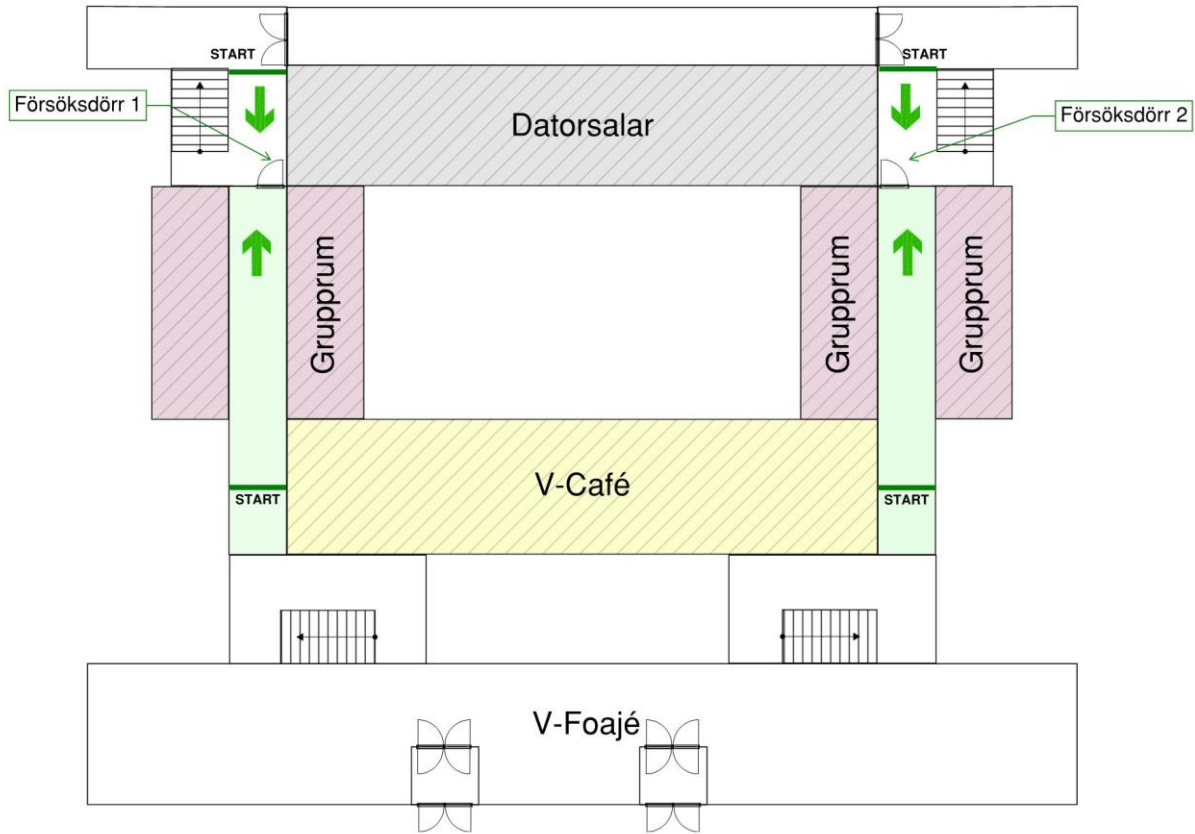 START
START
Försöksdörr 1
Försöksdörr 2
Datorsalar
Grupprum
Grupprum
Grupprum
V-Café
START
START
V-Foajé